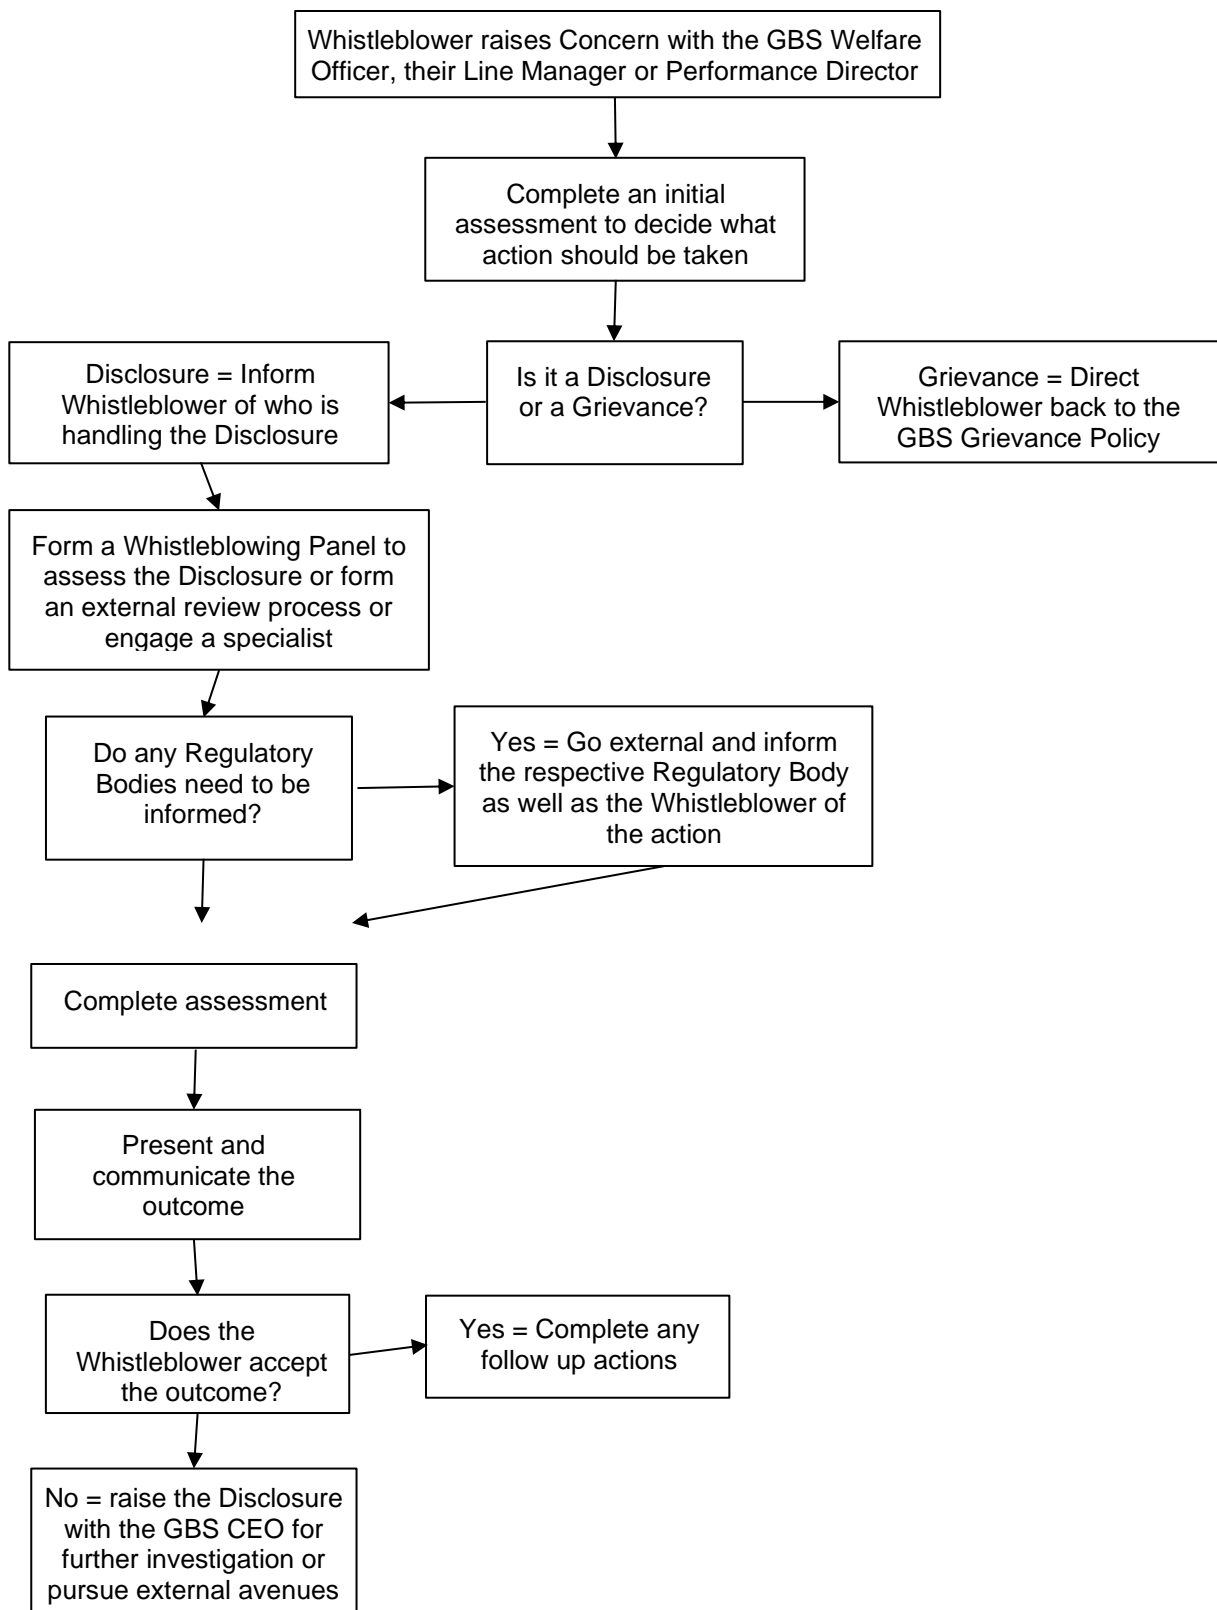 Whistleblower raises Concern with the GBS Welfare
Officer, their Line Manager or Performance Director
Complete an initial
assessment to decide what
action should be taken
Disclosure = Inform
Whistleblower of who is
handling the Disclosure
Is it a Disclosure
or a Grievance?
Grievance = Direct
Whistleblower back to the
GBS Grievance Policy
Form a Whistleblowing Panel to
assess the Disclosure or form
an external review process or
engage a specialist
Do any Regulatory
Bodies need to be
informed?
Yes = Go external and inform
the respective Regulatory Body
as well as the Whistleblower of
the action
Complete assessment
Present and
communicate the
outcome
Does the
Whistleblower accept
the outcome?
Yes = Complete any
follow up actions
No = raise the Disclosure
with the GBS CEO for
further investigation or
pursue external avenues